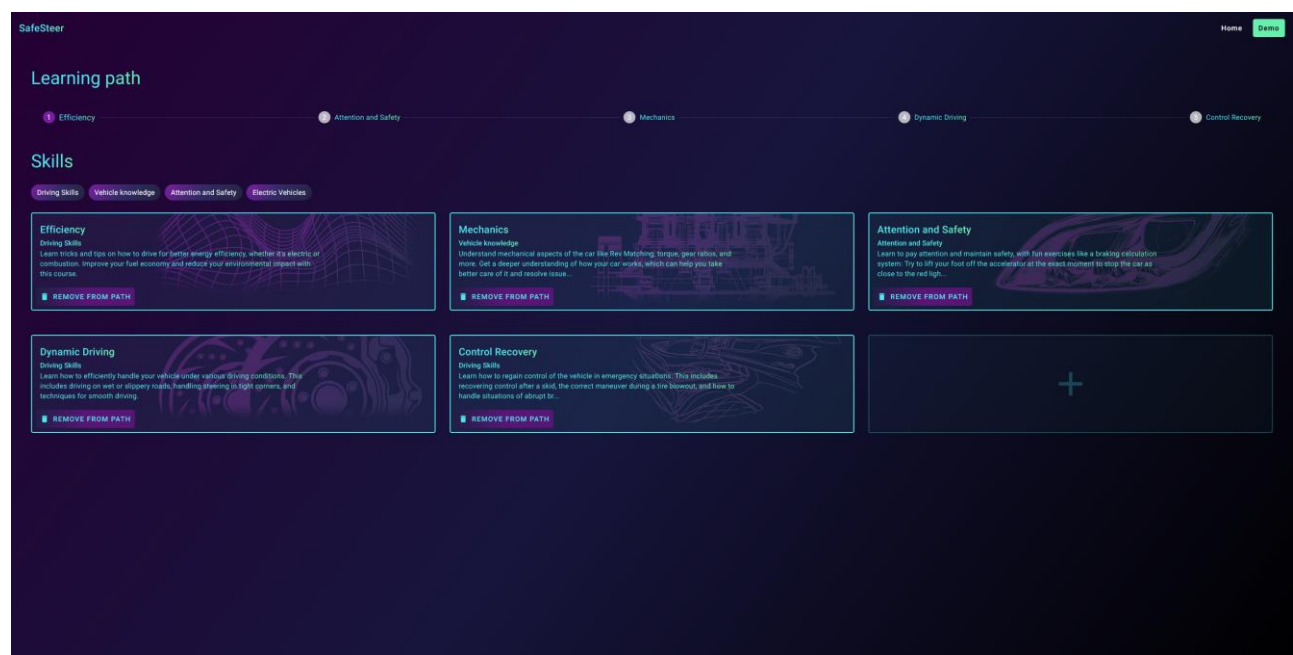 SafeSteer
Home
Demo
Learning path
1 Efficiency
2 Attention and Safety
3 Mechanics
4 Dynamic Driving
5 Control Recovery
Skills
Driving Skills
Vehicle knowledge
Attention and Safety
Electric Vehicles
Efficiency
Driving Skills
Learn tricks and tips on how to drive for better energy efficiency, whether it's electric or
combustion. Improve your fuel economy and reduce your environmental impact with
this course.
REMOVE FROM PATH
Mechanics
Vehicle knowledge
Understand mechanical aspects of the car like Rev Matching, torque, gear ratios, and
more. Get a deeper understanding of how your car works, which can help you take
better care of it and resolve issue...
REMOVE FROM PATH
Attention and Safety
Attention and Safety
Learn to pay attention and maintain safety, with fun exercises like a braking calculation
system: Try to lift your foot off the accelerator at the exact moment to stop the car as
close to the red ligh...
REMOVE FROM PATH
Dynamic Driving
Driving Skills
Learn how to efficiently handle your vehicle under various driving conditions. This
includes driving on wet or slippery roads, handling steering in tight corners, and
techniques for smooth driving.
REMOVE FROM PATH
Control Recovery
Driving Skills
Learn how to regain control of the vehicle in emergency situations. This includes
recovering control after a skid, the correct maneuver during a tire blowout, and how to
handle situations of abrupt br...
REMOVE FROM PATH